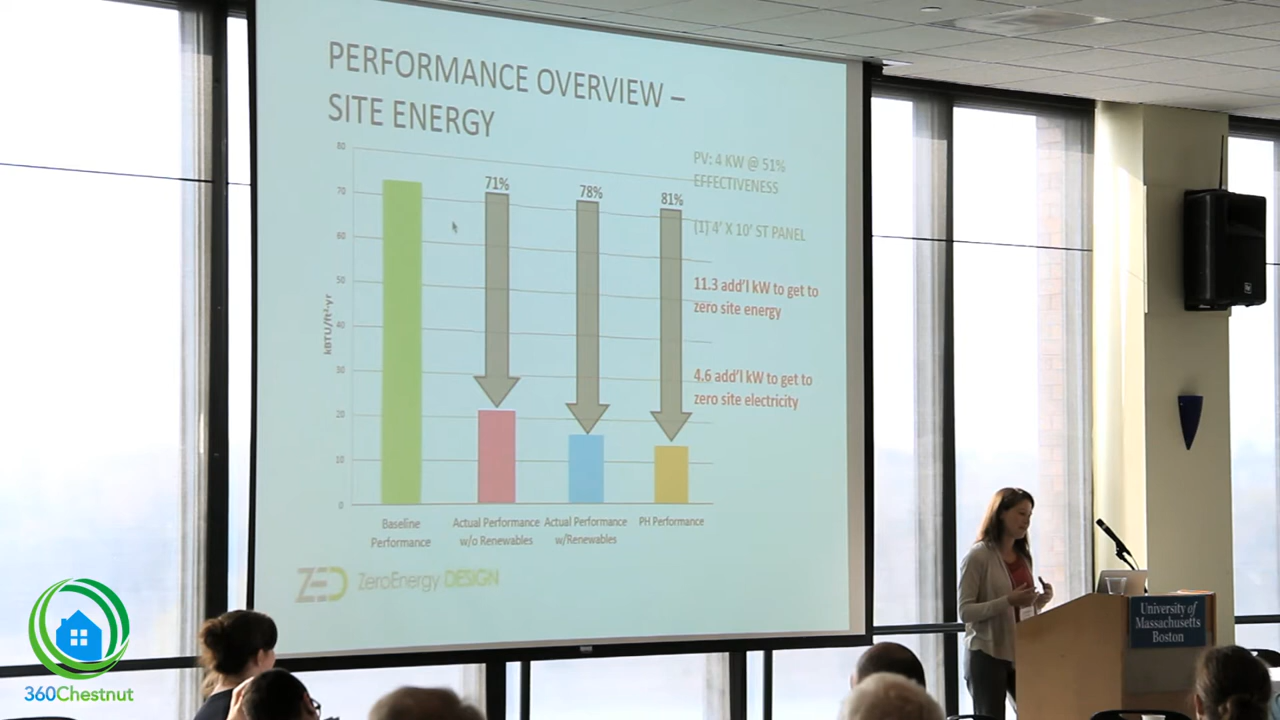 PERFORMANCE OVERVIEW –
SITE ENERGY
80
70
60
50
40
30
20
10
0
kBTU/ft²-yr
71%
78%
81%
PV: 4 KW @ 51%
EFFECTIVENESS
(1) 4' X 10' ST PANEL
11.3 add'l kW to get to
zero site energy
4.6 add'l kW to get to
zero site electricity
Baseline
Performance
Actual Performance
w/o Renewables
Actual Performance
w/Renewables
PH Performance
ZED ZeroEnergy DESIGN
University of
Massachusetts
Boston
360Chestnut